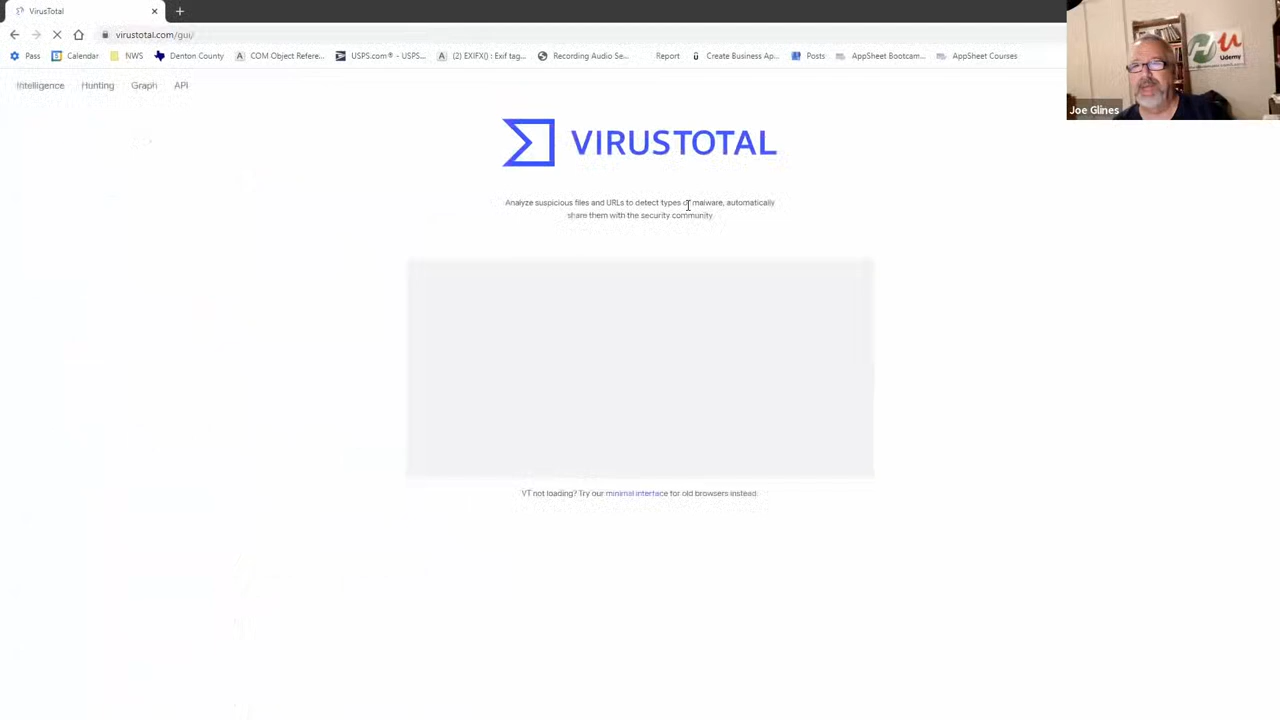 VirusTotal
virustotal.com/gui/
Pass
Calendar
NWS
Denton County
COM Object Refere...
USPS.com® - USPS...
(2) EXIFX() : Exif tag...
Recording Audio Se...
Report
Create Business Ap...
Posts
AppSheet Bootcam...
AppSheet Courses
Intelligence
Hunting
Graph
API
VIRUSTOTAL
Analyze suspicious files and URLs to detect types of malware, automatically
share them with the security community
VT not loading? Try our minimal interface for old browsers instead.
Udemy
Joe Glines